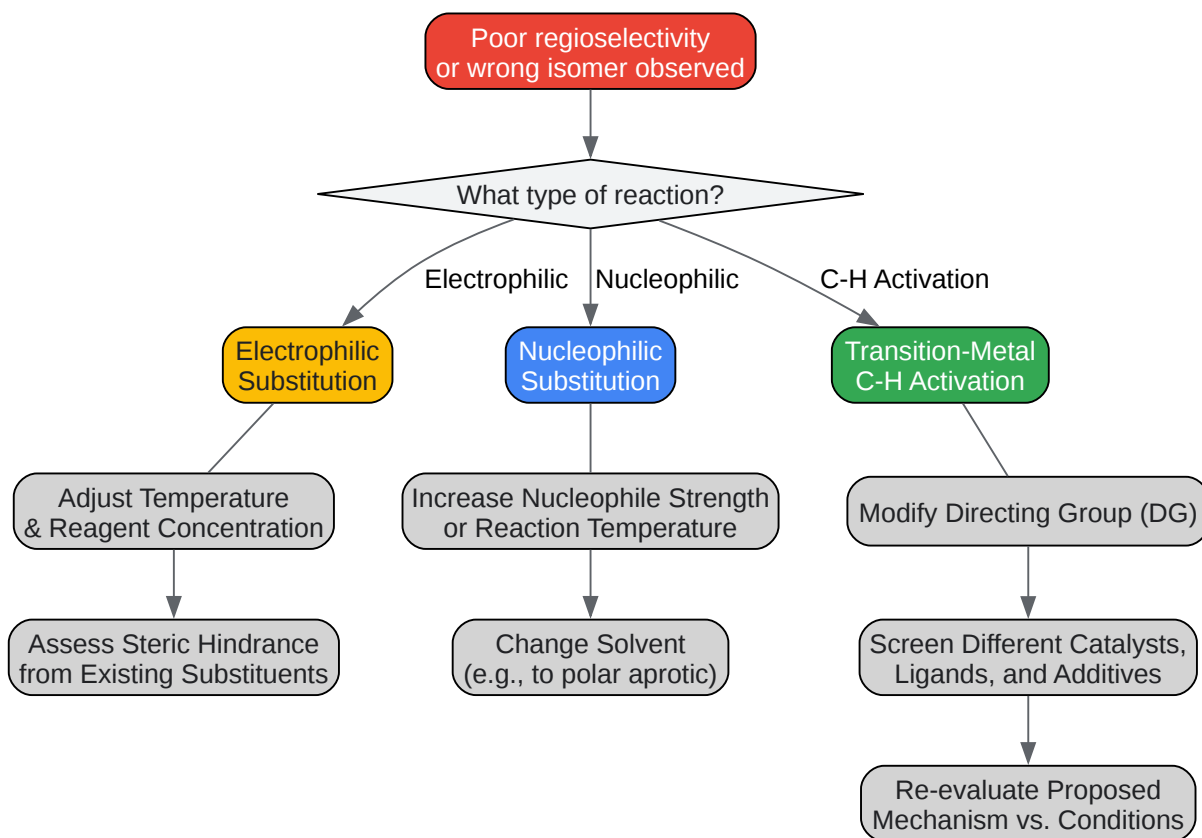 Poor regioselectivity
or wrong isomer observed
What type of reaction?
Electrophilic
Nucleophilic
C-H Activation
Electrophilic
Substitution
Nucleophilic
Substitution
Transition-Metal
C-H Activation
Adjust Temperature
& Reagent Concentration
Increase Nucleophile Strength
or Reaction Temperature
Modify Directing Group (DG)
Assess Steric Hindrance
from Existing Substituents
Change Solvent
(e.g., to polar aprotic)
Screen Different Catalysts,
Ligands, and Additives
Re-evaluate Proposed
Mechanism vs. Conditions